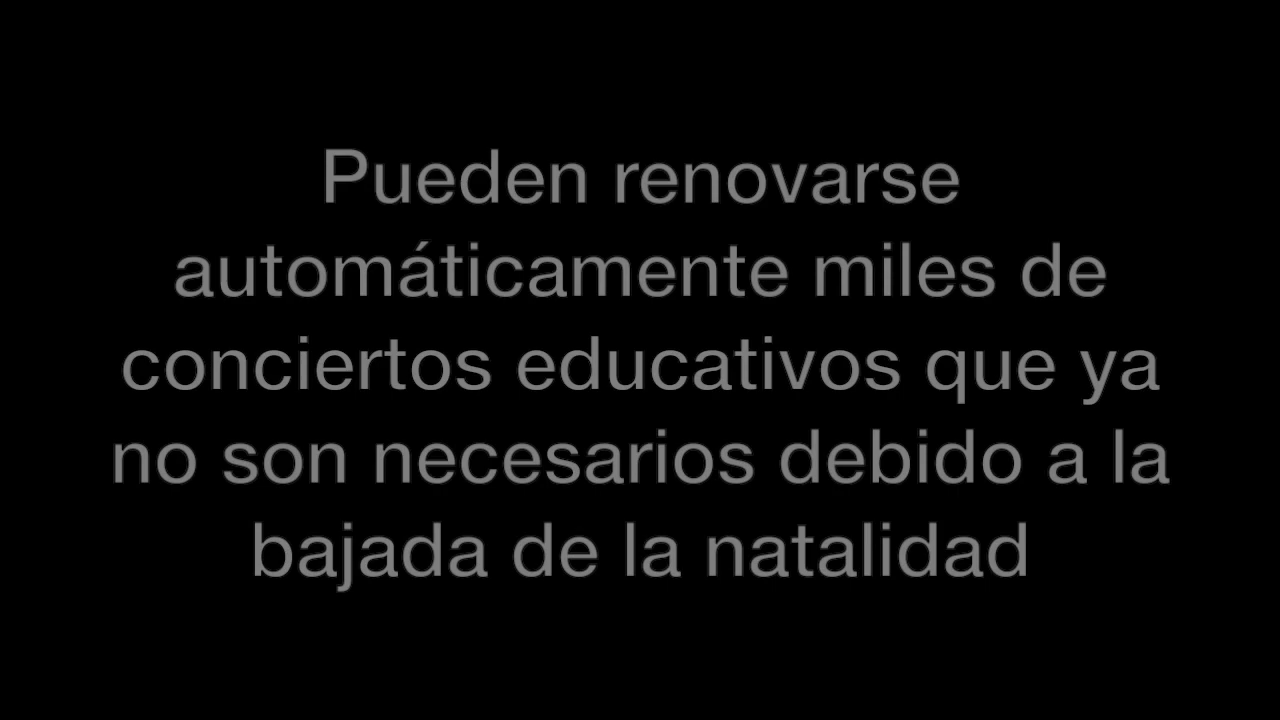 Pueden renovarse
automáticamente miles de
conciertos educativos que ya
no son necesarios debido a la
bajada de la natalidad